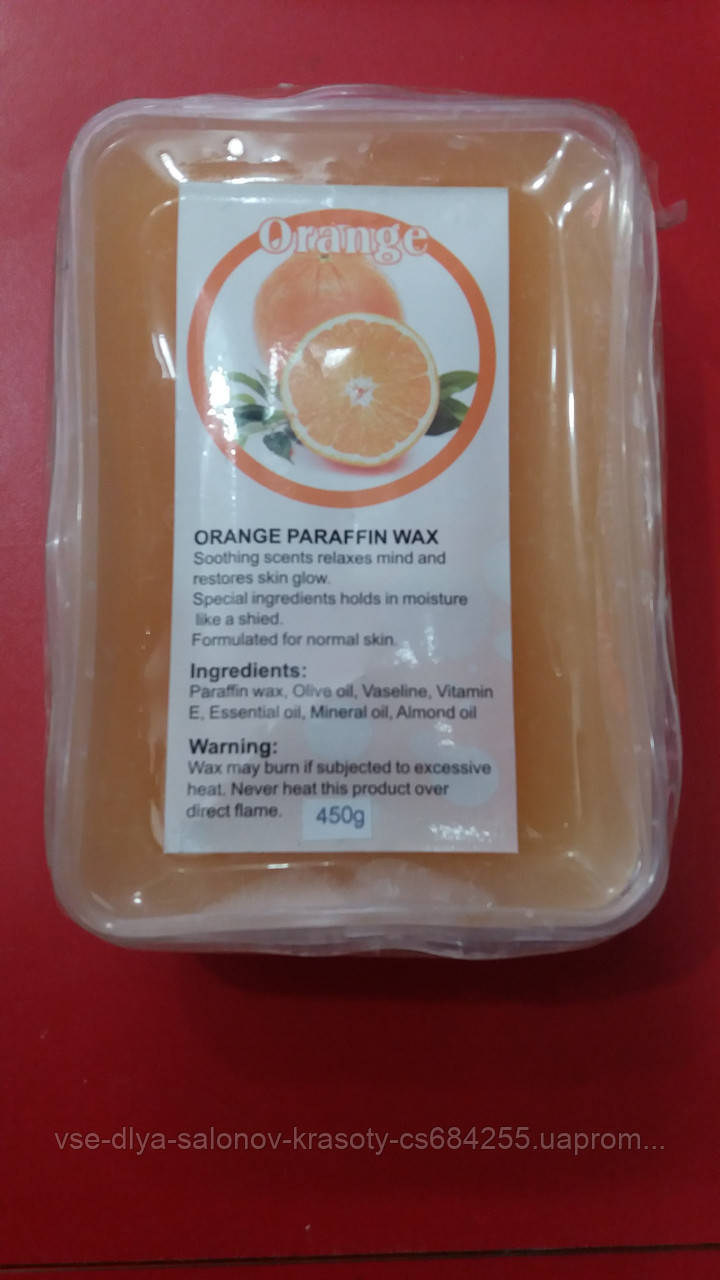 Orange
ORANGE PARAFFIN WAX
Soothing scents relaxes mind and
restores skin glow.
Special ingredients holds in moisture
like a shied.
Formulated for normal skin.
Ingredients:
Paraffin wax, Olive oil, Vaseline, Vitamin
E, Essential oil, Mineral oil, Almond oil
Warning:
Wax may burn if subjected to excessive
heat. Never heat this product over
direct flame.
450g
vse-dlya-salonov-krasoty-cs684255.uaprom...